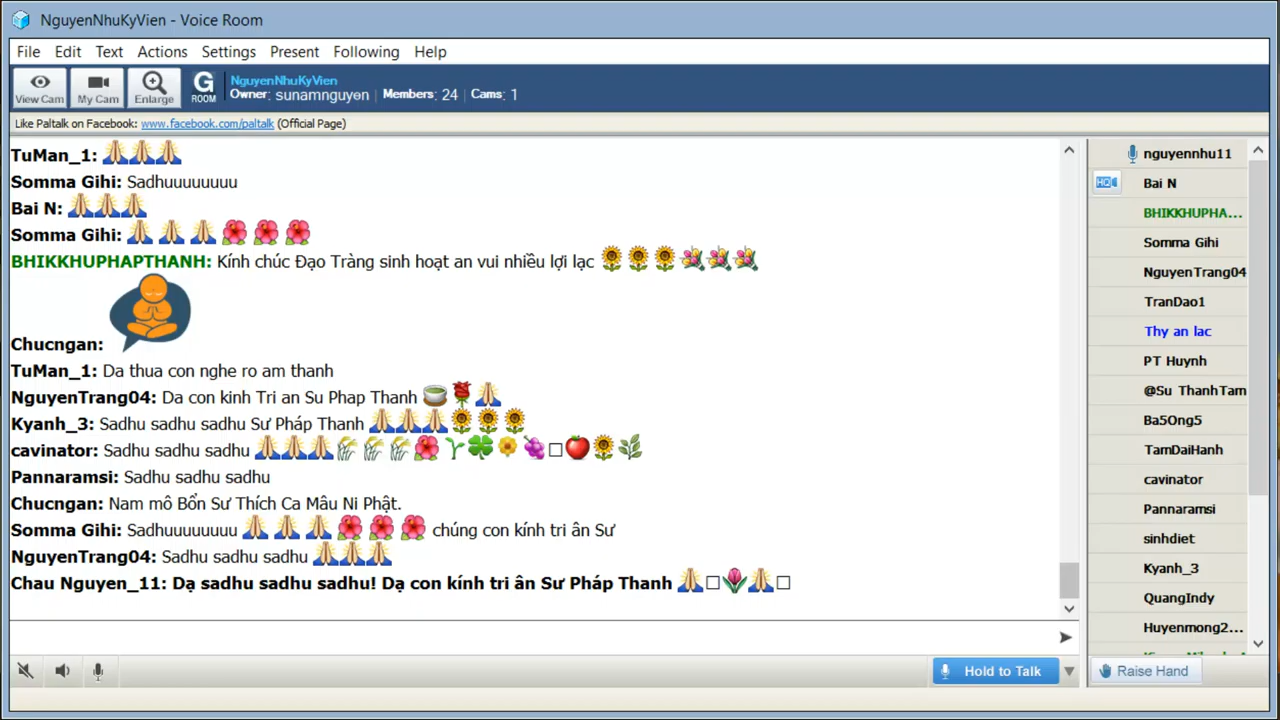 NguyenNhuKyVien - Voice Room
File Edit Text Actions Settings Present Following Help
View Cam
My Cam
Enlarge
G
ROOM
NguyenNhuKyVien
Owner: sunamnguyen | Members: 24 | Cams: 1
Like Paltalk on Facebook: www.facebook.com/paltalk (Official Page)
TuMan_1: 🙏🙏🙏
Somma Gihi: Sadhuuuuuuuu
Bai N: 🙏🙏🙏
Somma Gihi: 🙏 🙏 🙏 🌺 🌺 🌺
BHIKKHUPHAPTHANH: Kính chúc Đạo Tràng sinh hoạt an vui nhiều lợi lạc 🌻🌻🌻💐💐💐
Chucngan:
TuMan_1: Da thua con nghe ro am thanh
NguyenTrang04: Da con kinh Tri an Su Phap Thanh 🍵🌹🙏
Kyanh_3: Sadhu sadhu sadhu Sư Pháp Thanh 🙏🙏🙏🌻🌻🌻
cavinator: Sadhu sadhu sadhu 🙏🙏🙏🌾🌾🌾🌺🌱🍀🌼🍇□🍎🌻🌿
Pannaramsi: Sadhu sadhu sadhu
Chucngan: Nam mô Bổn Sư Thích Ca Mâu Ni Phật.
Somma Gihi: Sadhuuuuuuuu 🙏 🙏 🙏 🌺 🌺 🌺 chúng con kính tri ân Sư
NguyenTrang04: Sadhu sadhu sadhu 🙏🙏🙏
Chau Nguyen_11: Dạ sadhu sadhu sadhu! Dạ con kính tri ân Sư Pháp Thanh 🙏□🌷🙏□
nguyennhu11
HD
Bai N
BHIKKHUPHA...
Somma Gihi
NguyenTrang04
TranDao1
Thy an lac
PT Huynh
@Su ThanhTam
Ba5Ong5
TamDaiHanh
cavinator
Pannaramsi
sinhdiet
Kyanh_3
QuangIndy
Huyenmong2...
Hold to Talk
Raise Hand